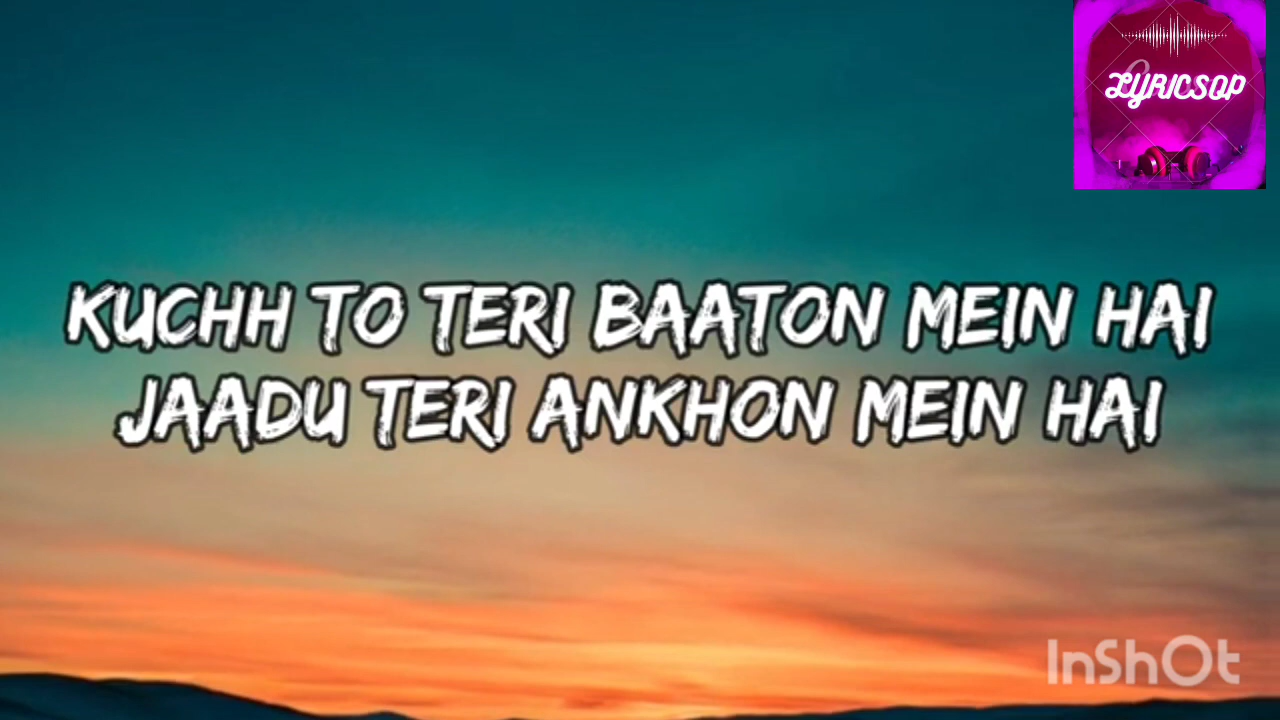 LYRICSOP
KUCHH TO TERI BAATON MEIN HAI
JAADU TERI ANKHON MEIN HAI
InShOt